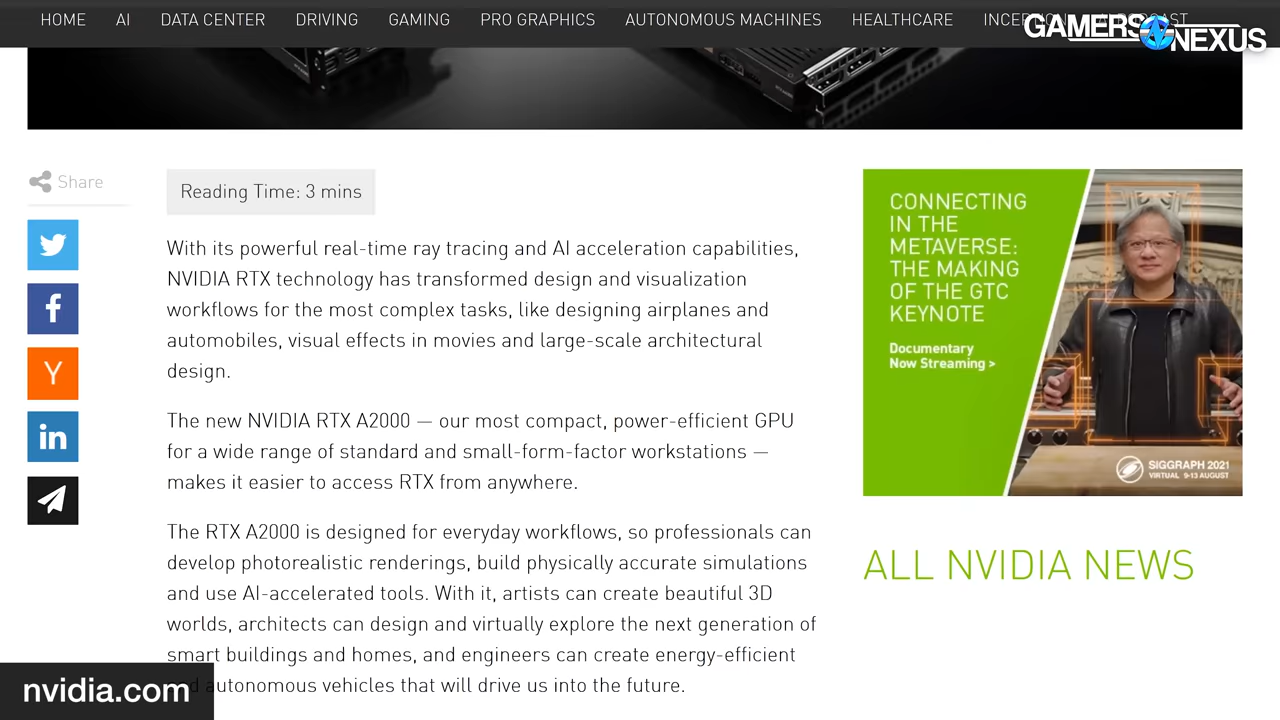 HOME AI DATA CENTER DRIVING GAMING PRO GRAPHICS AUTONOMOUS MACHINES HEALTHCARE
GAMERS NEXUS
Share
Reading Time: 3 mins
With its powerful real-time ray tracing and AI acceleration capabilities,
NVIDIA RTX technology has transformed design and visualization
workflows for the most complex tasks, like designing airplanes and
automobiles, visual effects in movies and large-scale architectural
design.
The new NVIDIA RTX A2000 — our most compact, power-efficient GPU
for a wide range of standard and small-form-factor workstations —
makes it easier to access RTX from anywhere.
The RTX A2000 is designed for everyday workflows, so professionals can
develop photorealistic renderings, build physically accurate simulations
and use AI-accelerated tools. With it, artists can create beautiful 3D
worlds, architects can design and virtually explore the next generation of
smart buildings and homes, and engineers can create energy-efficient
autonomous vehicles that will drive us into the future.
CONNECTING
IN THE
METAVERSE:
THE MAKING
OF THE GTC
KEYNOTE
Documentary
Now Streaming >
SIGGRAPH 2021
VIRTUAL 9-13 AUGUST
ALL NVIDIA NEWS
nvidia.com